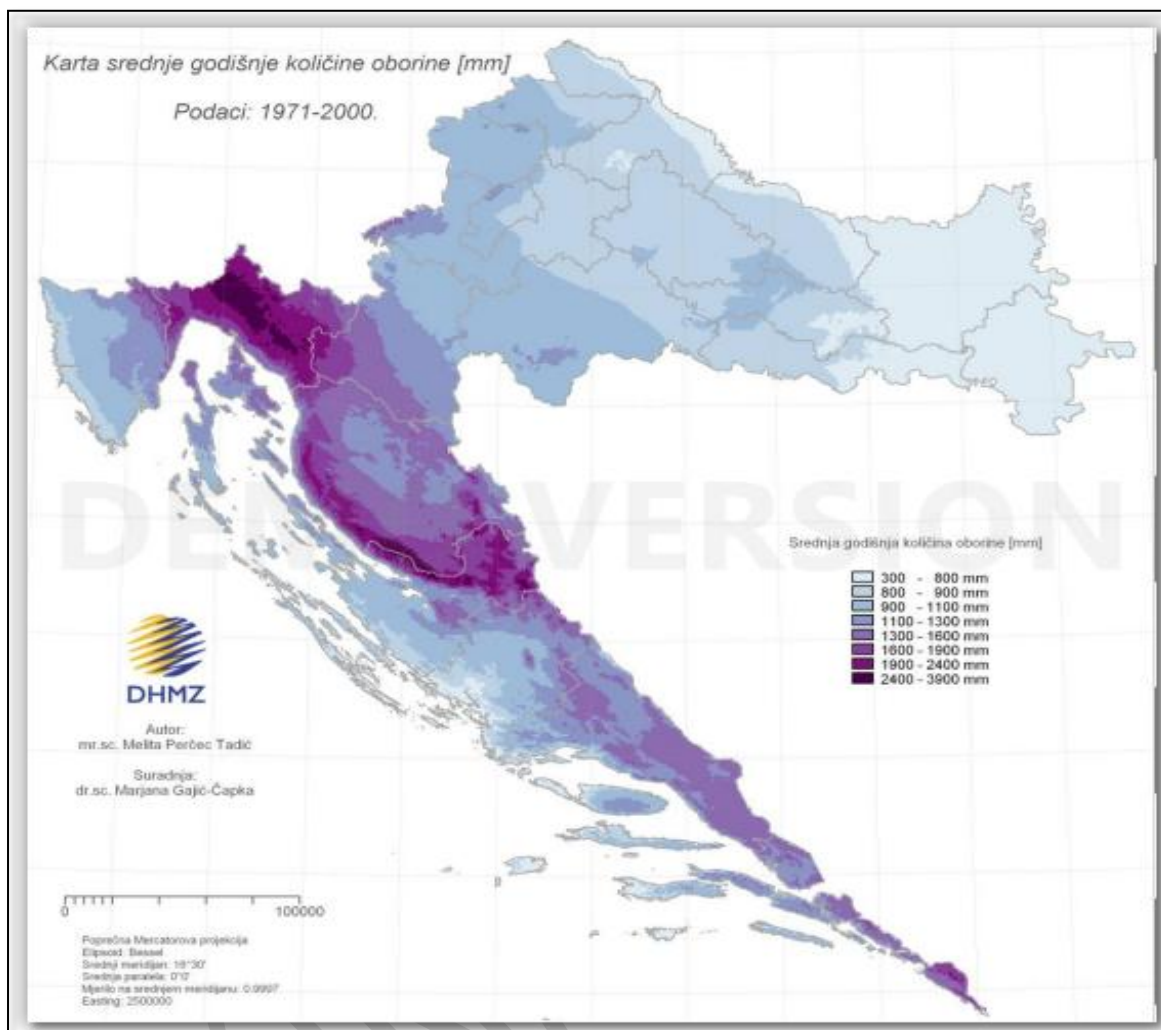 Karta srednje godišnje količine oborine [mm]
Podaci: 1971-2000.
DEMO VERSION
Srednja godišnja količina oborine [mm]
300 - 800 mm
800 - 900 mm
900 - 1100 mm
1100 - 1300 mm
1300 - 1600 mm
1600 - 1900 mm
1900 - 2400 mm
2400 - 3900 mm
DHMZ
Autor:
mr.sc. Melita Perčec Tadić
Suradnja:
dr.sc. Marjana Gajić-Čapka
0 100000
Poprečna Mercatorova projekcija
Elipsoid: Bessel
Srednji meridijan: 16°30'
Srednja paralela: 0°0'
Mjerilo na srednjem meridijanu: 0.9997
Easting: 2500000